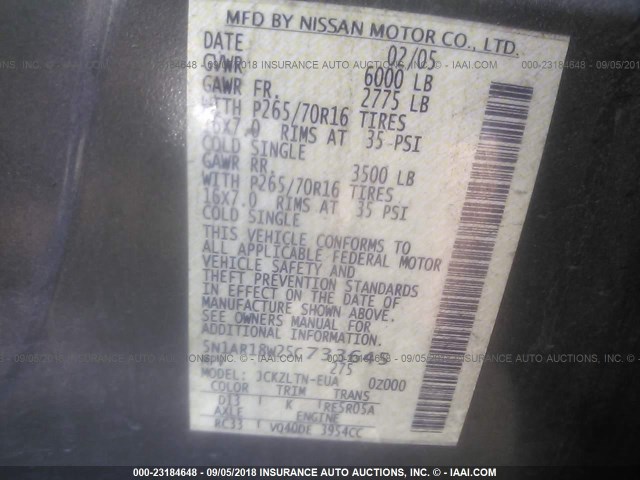 MFD BY NISSAN MOTOR CO., LTD.
DATE 02/05
GVWR 6000 LB
GAWR FR. 2775 LB
WITH P265/70R16 TIRES
16X7.0 RIMS AT 35 PSI
COLD SINGLE
GAWR RR. 3500 LB
WITH P265/70R16 TIRES
16X7.0 RIMS AT 35 PSI
COLD SINGLE
THIS VEHICLE CONFORMS TO
ALL APPLICABLE FEDERAL MOTOR
VEHICLE SAFETY AND
THEFT PREVENTION STANDARDS
IN EFFECT ON THE DATE OF
MANUFACTURE SHOWN ABOVE.
SEE OWNERS MANUAL FOR
ADDITIONAL INFORMATION.
5N1AR18W25C733645
275
MODEL: JCKZLTN-EUA 0Z000
COLOR TRIM TRANS
D13 K RE5R05A
AXLE ENGINE
RC33 VQ40DE 3954CC
000-23184648 - 09/05/2018 INSURANCE AUTO AUCTIONS - IAAI.COM